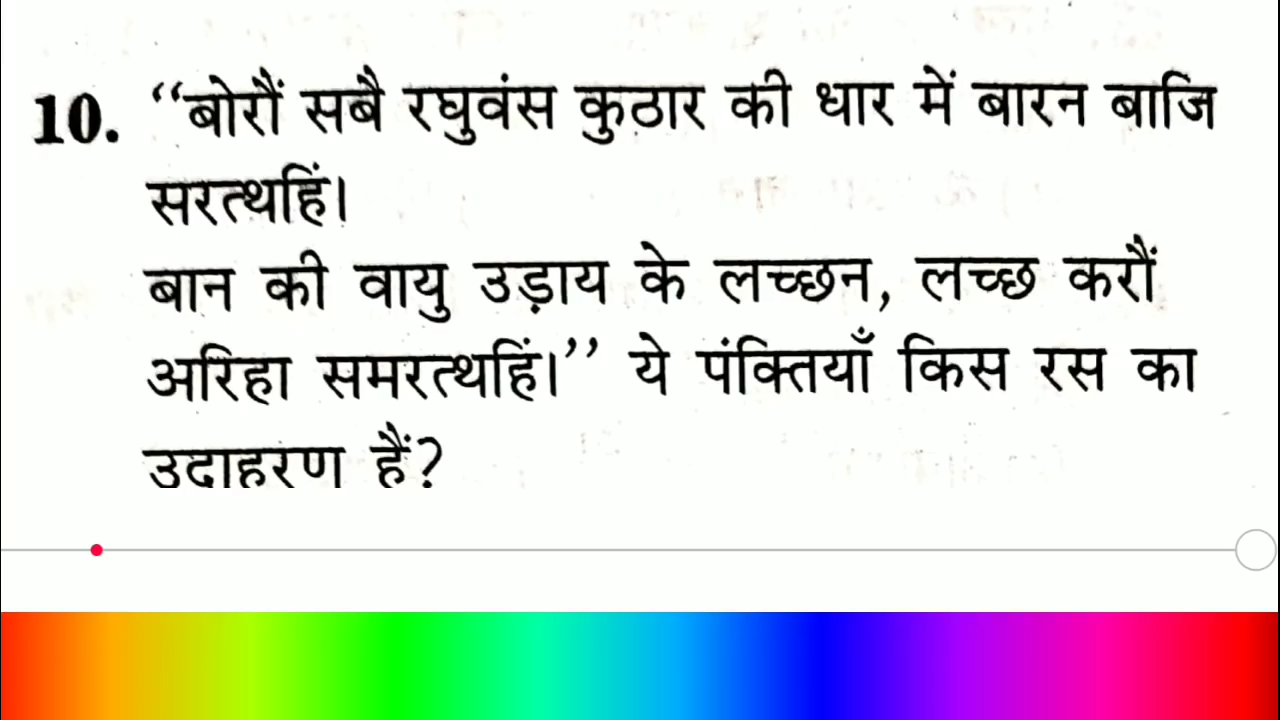 10. “बोरौं सबै रघुवंस कुठार की धार में बारन बाजि
सरत्थहिं।
बान की वायु उड़ाय के लच्छन, लच्छ करौं
अरिहा समरत्थहिं।” ये पंक्तियाँ किस रस का
उदाहरण हैं?